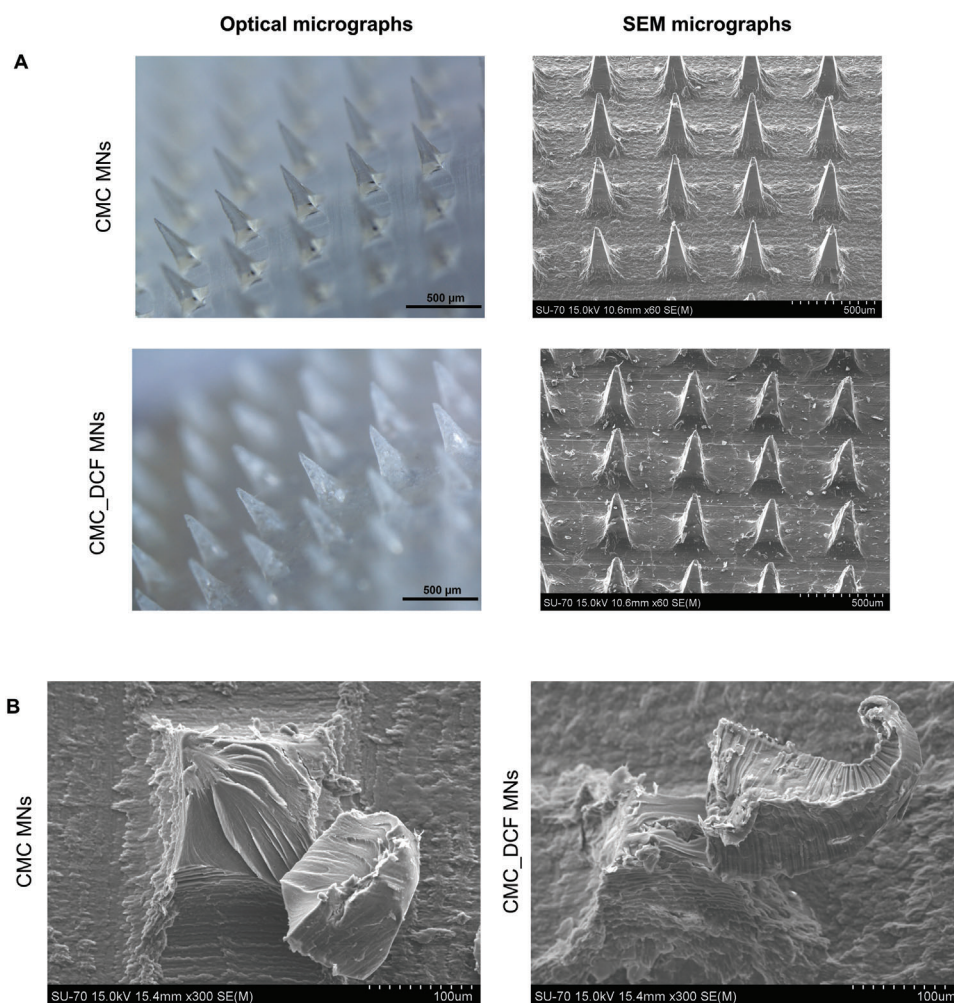 Optical micrographs
SEM micrographs
A
CMC MNs
500 µm
SU-70 15.0kV 10.6mm x60 SE(M)
500um
CMC_DCF MNs
500 µm
SU-70 15.0kV 10.6mm x60 SE(M)
500um
B
CMC MNs
SU-70 15.0kV 15.4mm x300 SE(M)
100um
CMC_DCF MNs
SU-70 15.0kV 15.4mm x300 SE(M)
100um